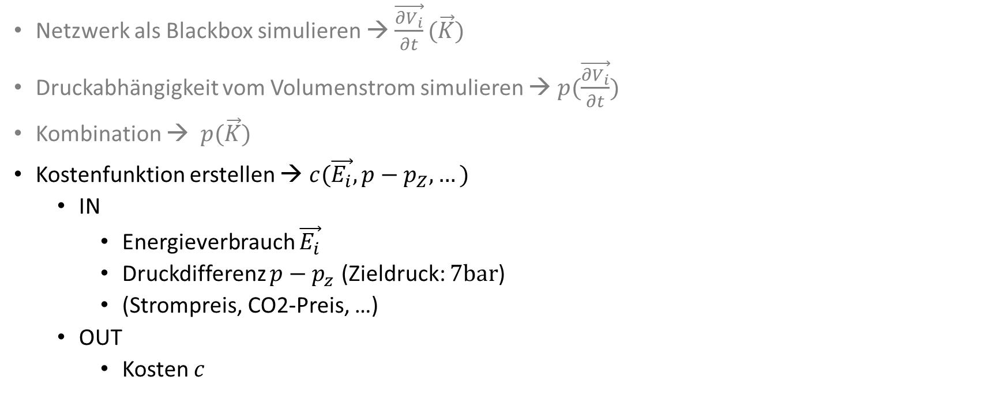 • Netzwerk als Blackbox simulieren → $\overrightarrow{\frac{\partial V_i}{\partial t}}(\vec{K})$
• Druckabhängigkeit vom Volumenstrom simulieren → $p(\overrightarrow{\frac{\partial V_i}{\partial t}})$
• Kombination → $p(\vec{K})$
• Kostenfunktion erstellen → $c(\overrightarrow{E_i}, p - p_Z, \ldots)$
• IN
• Energieverbrauch $\overrightarrow{E_i}$
• Druckdifferenz $p - p_z$ (Zieldruck: 7bar)
• (Strompreis, CO2-Preis, ...)
• OUT
• Kosten $c$